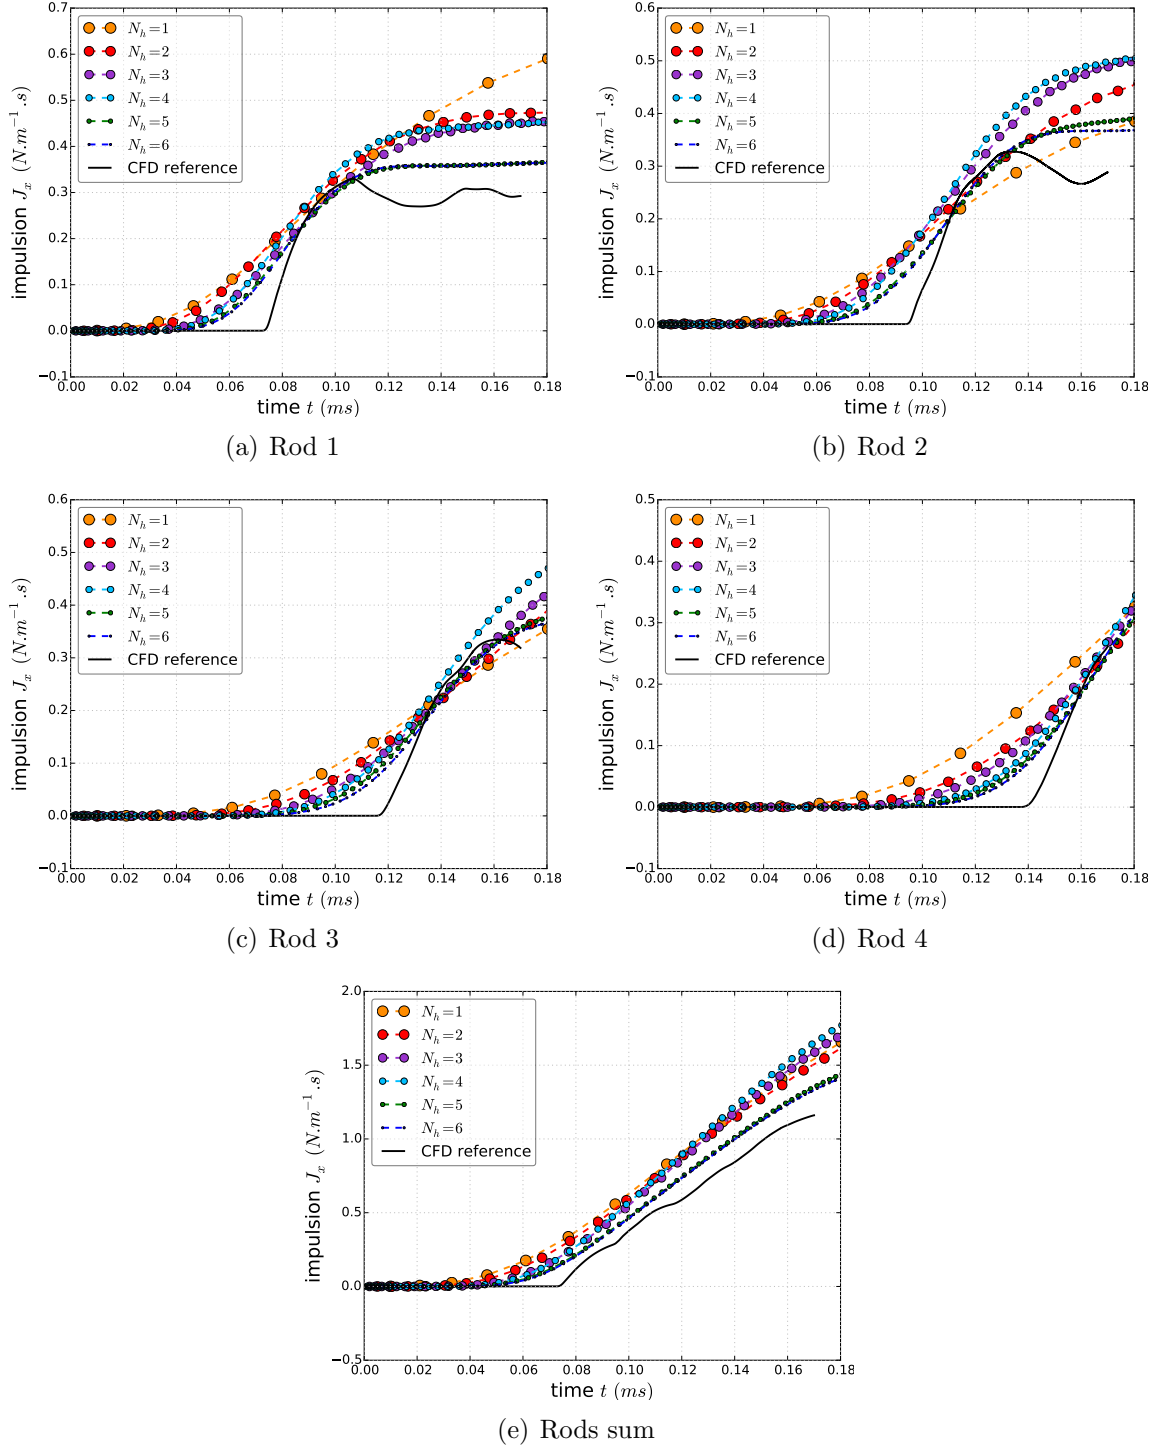 0.7
0.6
0.5
0.4
0.3
0.2
0.1
0.0
−0.1
impulsion J_x (N.m^{−1}.s)
N_h=1
N_h=2
N_h=3
N_h=4
N_h=5
N_h=6
CFD reference
0.00 0.02 0.04 0.06 0.08 0.10 0.12 0.14 0.16 0.18
time t (ms)
(a) Rod 1
0.6
0.5
0.4
0.3
0.2
0.1
0.0
−0.1
impulsion J_x (N.m^{−1}.s)
N_h=1
N_h=2
N_h=3
N_h=4
N_h=5
N_h=6
CFD reference
0.00 0.02 0.04 0.06 0.08 0.10 0.12 0.14 0.16 0.18
time t (ms)
(b) Rod 2
0.6
0.5
0.4
0.3
0.2
0.1
0.0
−0.1
impulsion J_x (N.m^{−1}.s)
N_h=1
N_h=2
N_h=3
N_h=4
N_h=5
N_h=6
CFD reference
0.00 0.02 0.04 0.06 0.08 0.10 0.12 0.14 0.16 0.18
time t (ms)
(c) Rod 3
0.5
0.4
0.3
0.2
0.1
0.0
−0.1
impulsion J_x (N.m^{−1}.s)
N_h=1
N_h=2
N_h=3
N_h=4
N_h=5
N_h=6
CFD reference
0.00 0.02 0.04 0.06 0.08 0.10 0.12 0.14 0.16 0.18
time t (ms)
(d) Rod 4
2.0
1.5
1.0
0.5
0.0
−0.5
impulsion J_x (N.m^{−1}.s)
N_h=1
N_h=2
N_h=3
N_h=4
N_h=5
N_h=6
CFD reference
0.00 0.02 0.04 0.06 0.08 0.10 0.12 0.14 0.16 0.18
time t (ms)
(e) Rods sum